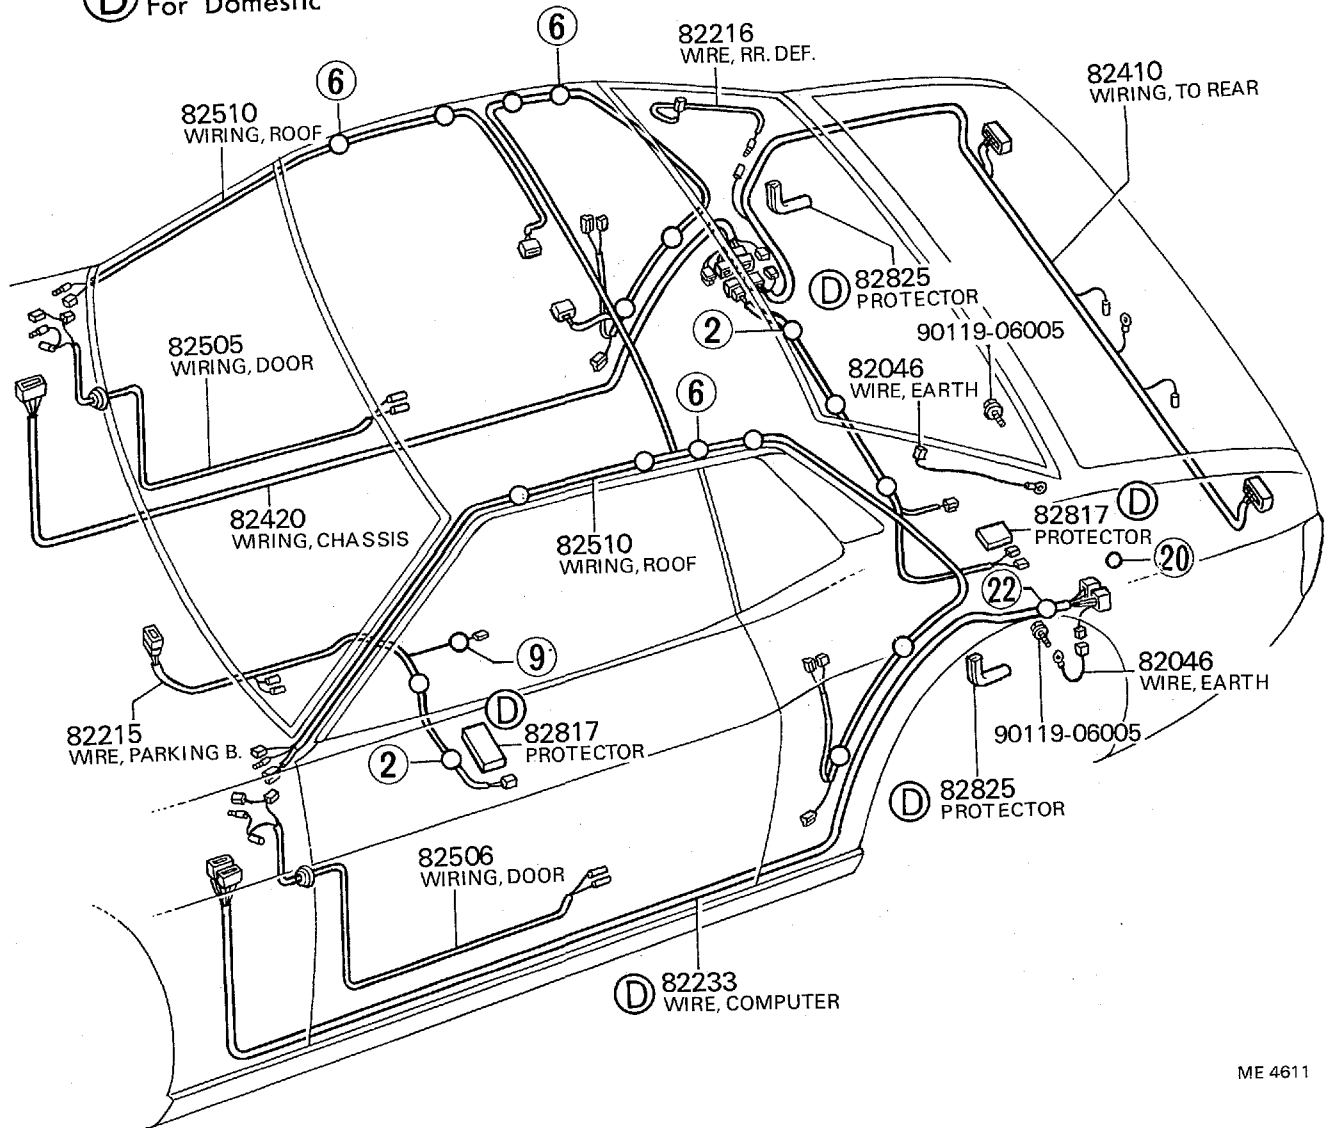 D For Domestic
6
6
82216
WIRE, RR. DEF.
82410
WIRING, TO REAR
82510
WIRING, ROOF
D 82825
PROTECTOR
2
90119-06005
82505
WIRING, DOOR
82046
WIRE, EARTH
6
82420
WIRING, CHASSIS
82510
WIRING, ROOF
D
82817
PROTECTOR
20
22
9
82046
WIRE, EARTH
D
82215
WIRE, PARKING B.
82817
PROTECTOR
90119-06005
2
D 82825
PROTECTOR
82506
WIRING, DOOR
D 82233
WIRE, COMPUTER
ME 4611